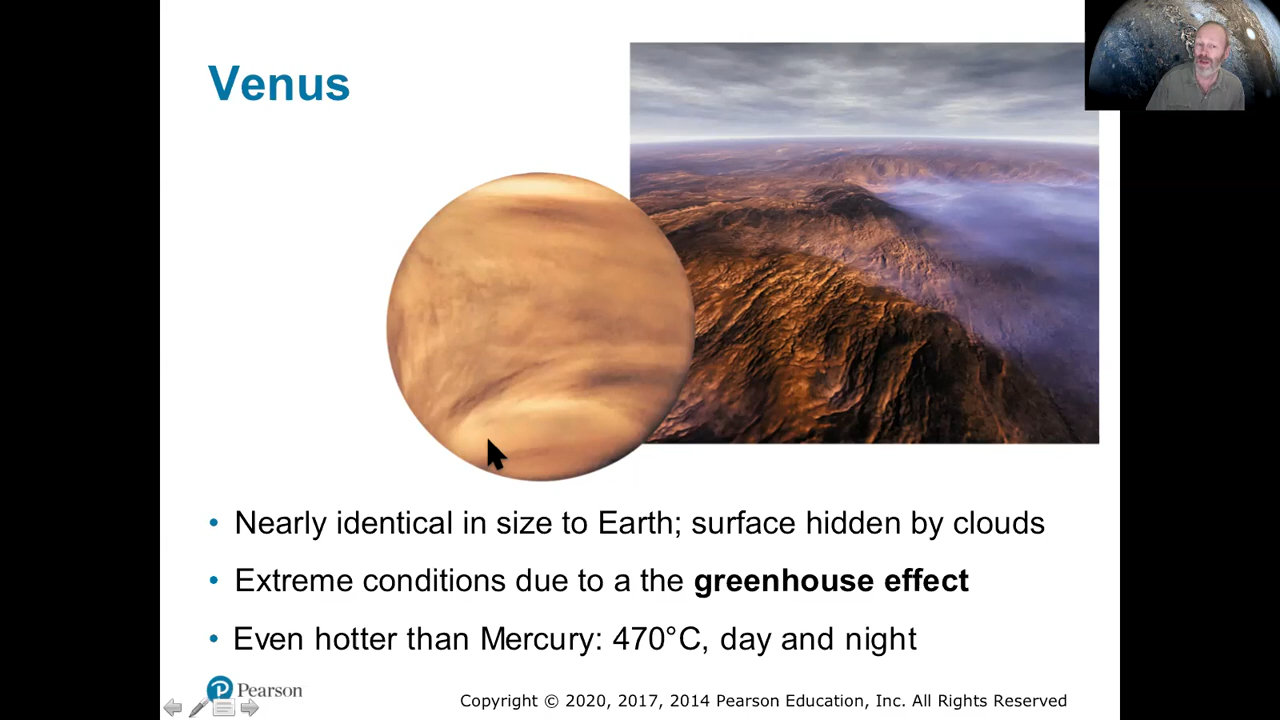 Venus
• Nearly identical in size to Earth; surface hidden by clouds
• Extreme conditions due to a the greenhouse effect
• Even hotter than Mercury: 470°C, day and night
Pearson
Copyright © 2020, 2017, 2014 Pearson Education, Inc. All Rights Reserved